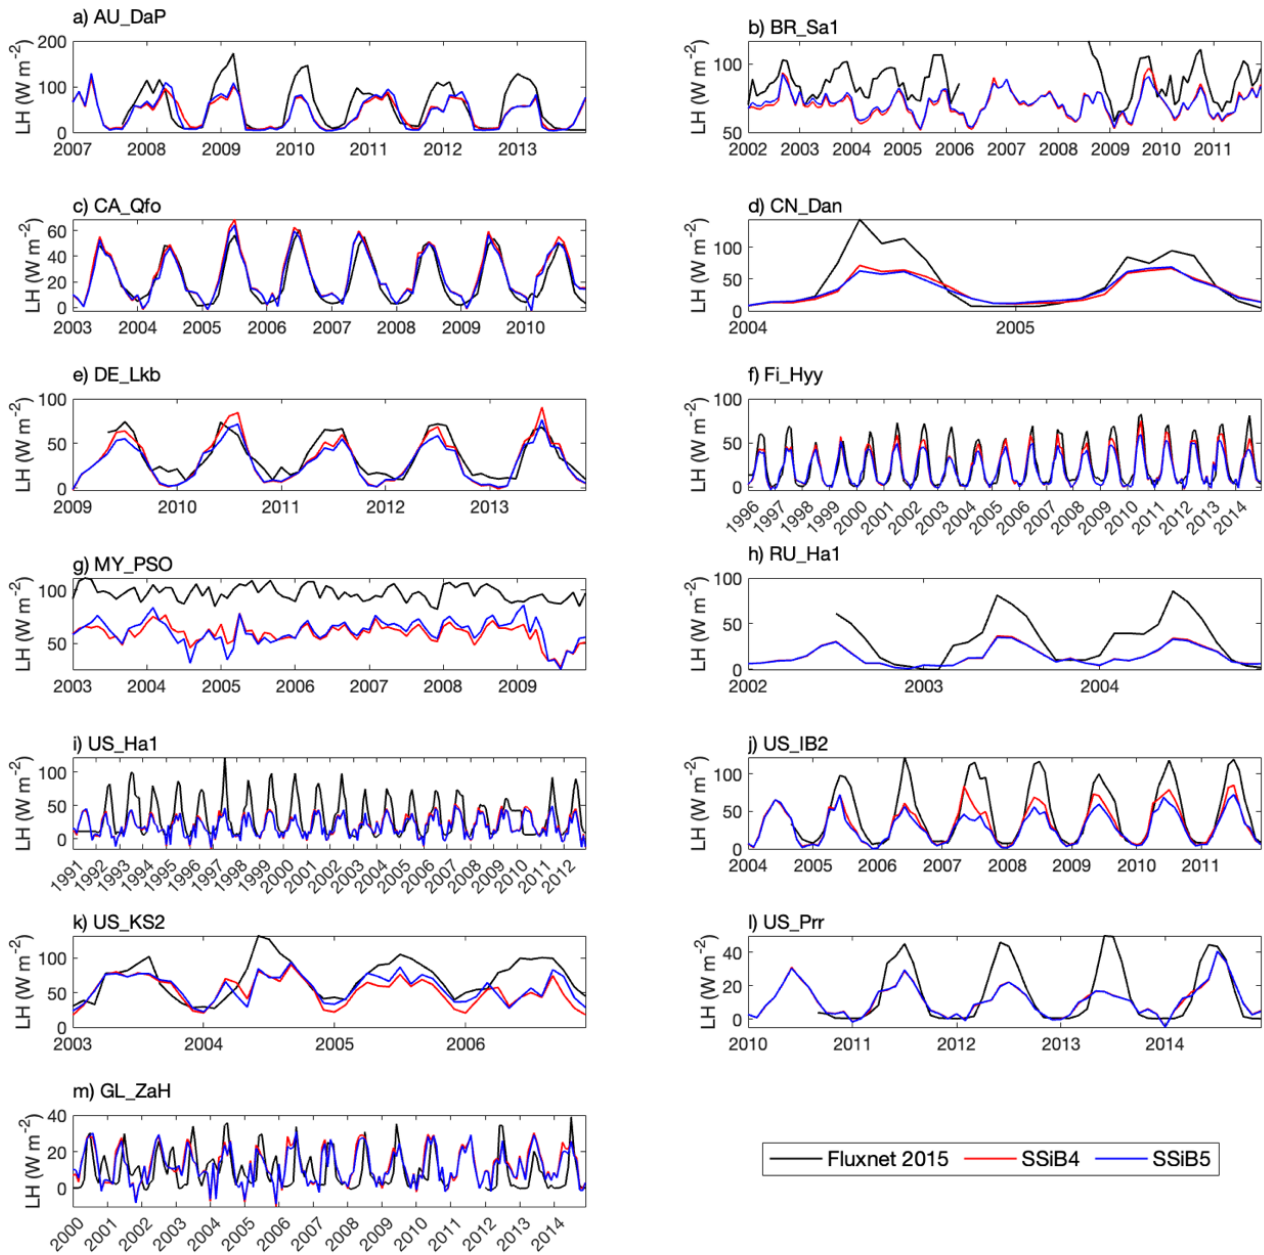 a) AU_DaP
LH (W m⁻²)
200
100
0
2007 2008 2009 2010 2011 2012 2013
b) BR_Sa1
LH (W m⁻²)
100
50
2002 2003 2004 2005 2006 2007 2008 2009 2010 2011
c) CA_Qfo
LH (W m⁻²)
60
40
20
0
2003 2004 2005 2006 2007 2008 2009 2010
d) CN_Dan
LH (W m⁻²)
100
50
0
2004 2005
e) DE_Lkb
LH (W m⁻²)
100
50
0
2009 2010 2011 2012 2013
f) Fi_Hyy
LH (W m⁻²)
100
50
0
1996 1997 1998 1999 2000 2001 2002 2003 2004 2005 2006 2007 2008 2009 2010 2011 2012 2013 2014
g) MY_PSO
LH (W m⁻²)
100
50
2003 2004 2005 2006 2007 2008 2009
h) RU_Ha1
LH (W m⁻²)
100
50
0
2002 2003 2004
i) US_Ha1
LH (W m⁻²)
100
50
0
1991 1992 1993 1994 1995 1996 1997 1998 1999 2000 2001 2002 2003 2004 2005 2006 2007 2008 2009 2010 2011 2012
j) US_IB2
LH (W m⁻²)
100
50
0
2004 2005 2006 2007 2008 2009 2010 2011
k) US_KS2
LH (W m⁻²)
100
50
0
2003 2004 2005 2006
l) US_Prr
LH (W m⁻²)
40
20
0
2010 2011 2012 2013 2014
m) GL_ZaH
LH (W m⁻²)
40
20
0
2000 2001 2002 2003 2004 2005 2006 2007 2008 2009 2010 2011 2012 2013 2014
Fluxnet 2015 SSiB4 SSiB5